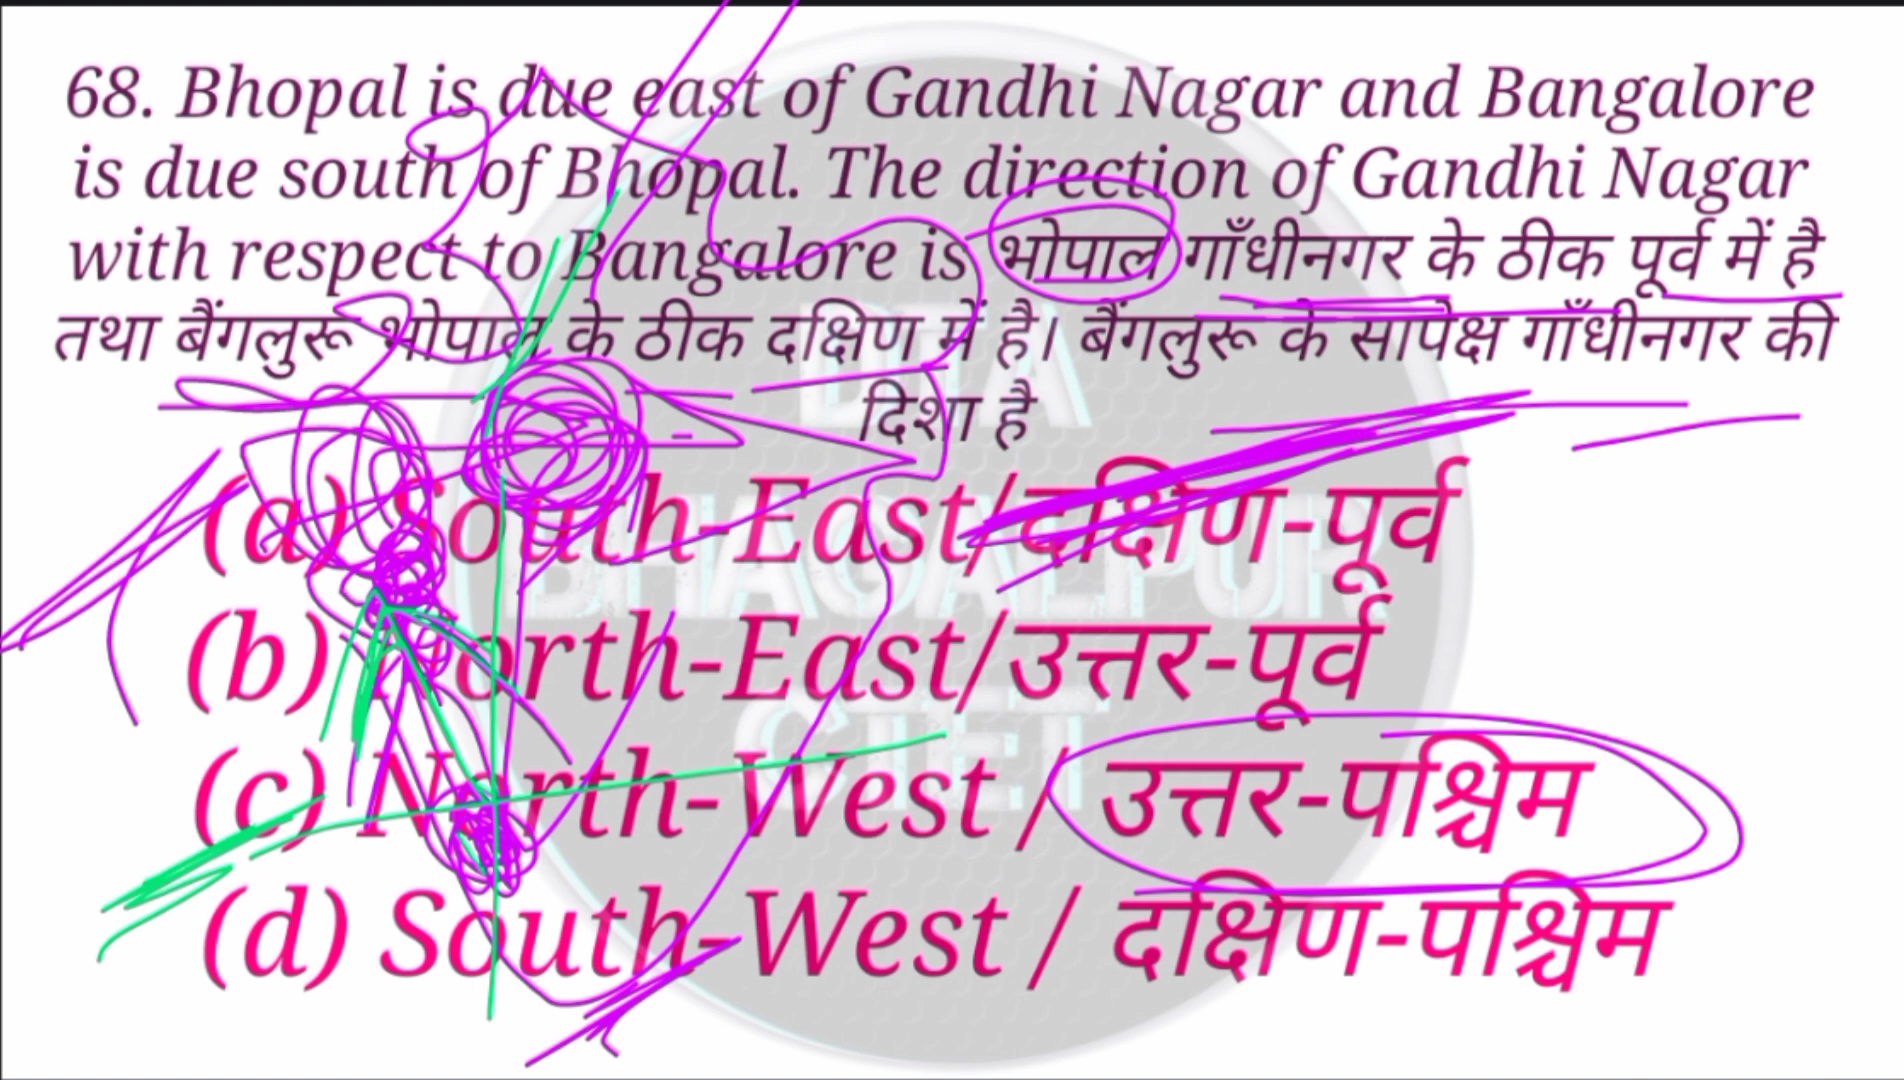 68. Bhopal is due east of Gandhi Nagar and Bangalore
is due south of Bhopal. The direction of Gandhi Nagar
with respect to Bangalore is भोपाल गाँधीनगर के ठीक पूर्व में है
तथा बैंगलुरू भोपाल के ठीक दक्षिण में है। बैंगलुरू के सापेक्ष गाँधीनगर की
दिशा है
(a) South-East/दक्षिण-पूर्व
(b) North-East/उत्तर-पूर्व
(c) North-West / उत्तर-पश्चिम
(d) South-West / दक्षिण-पश्चिम
BHAGALPUR
CTET